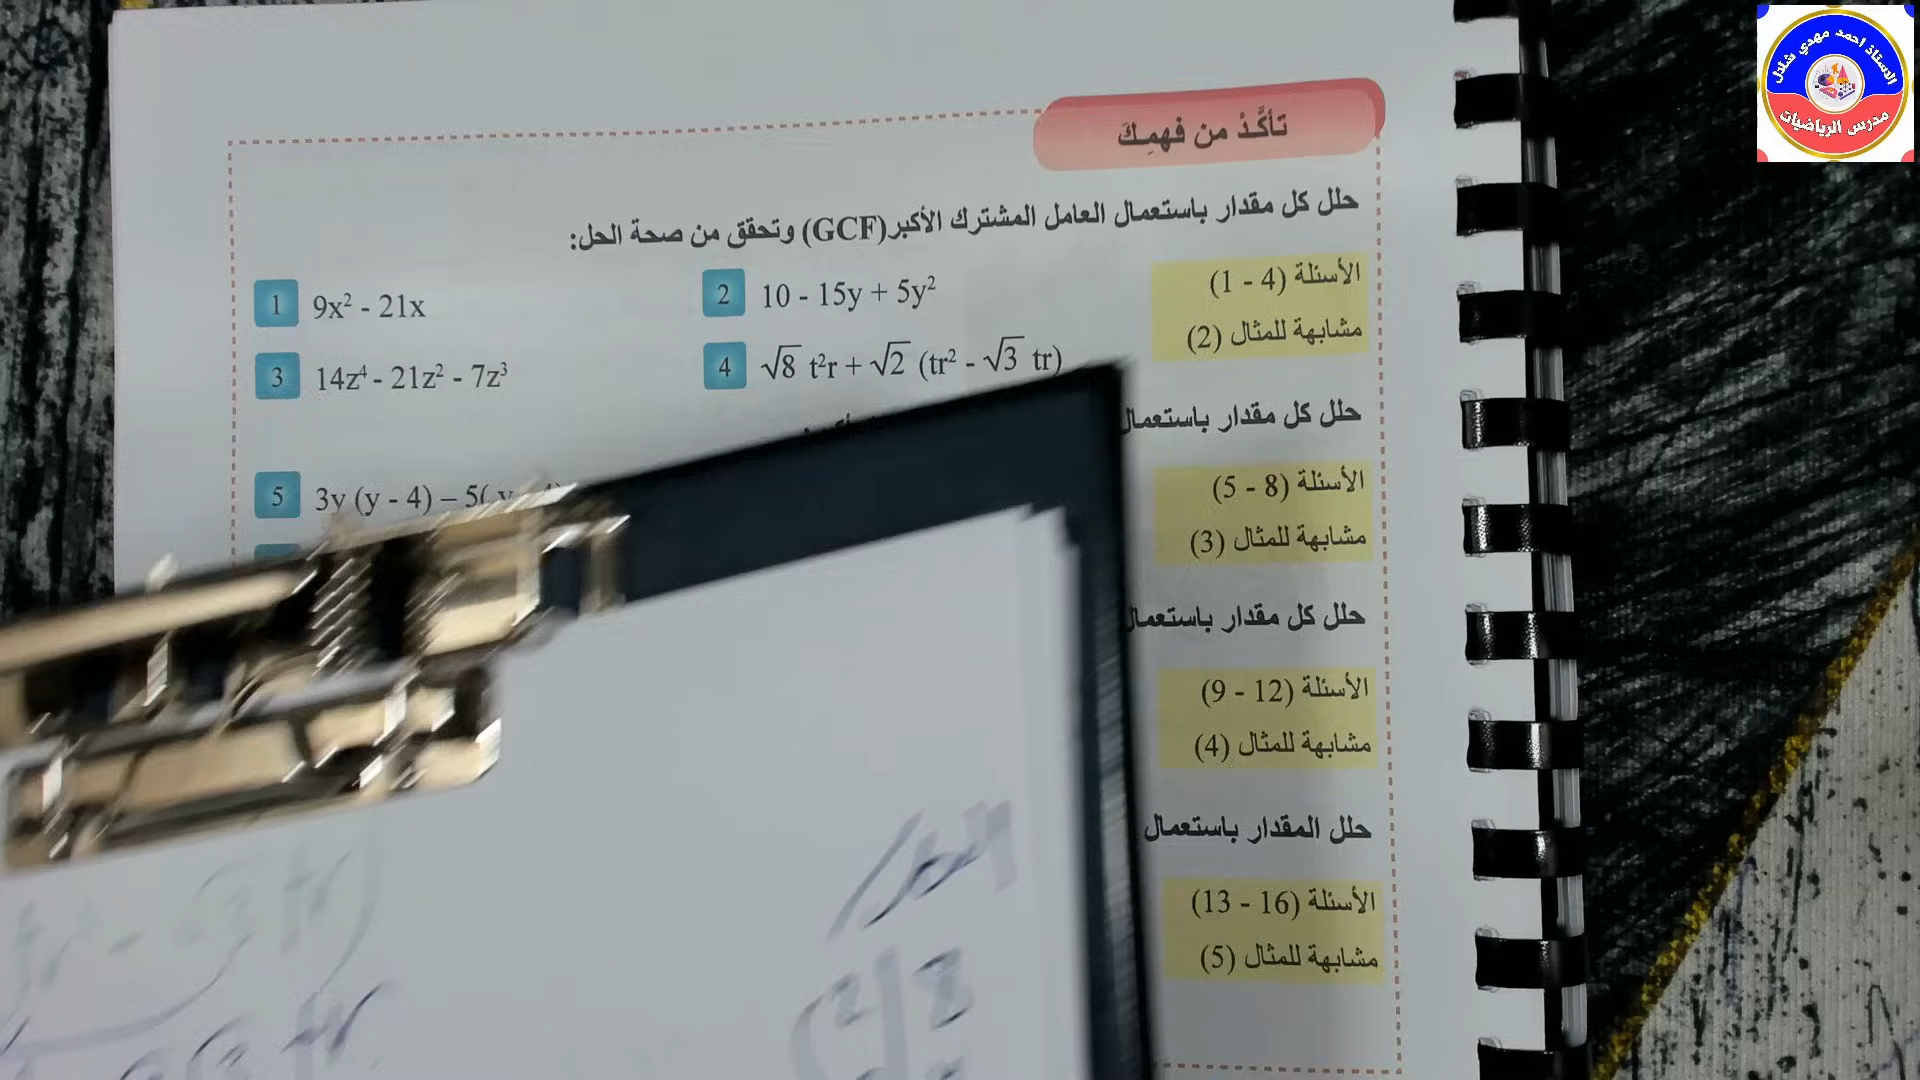 الاستاذ احمد مهدي شلال
مدرس الرياضيات
تأكَّدْ من فهمِكَ
حلل كل مقدار باستعمال العامل المشترك الأكبر(GCF) وتحقق من صحة الحل:
الأسئلة (4 - 1)
مشابهة للمثال (2)
1 9x² - 21x
2 10 - 15y + 5y²
3 14z⁴ - 21z² - 7z³
4 √8 t²r + √2 (tr² - √3 tr)
حلل كل مقدار باستعمال
الأسئلة (8 - 5)
مشابهة للمثال (3)
5 3y (y - 4) – 5(
حلل كل مقدار باستعمال
الأسئلة (12 - 9)
مشابهة للمثال (4)
حلل المقدار باستعمال
الأسئلة (16 - 13)
مشابهة للمثال (5)